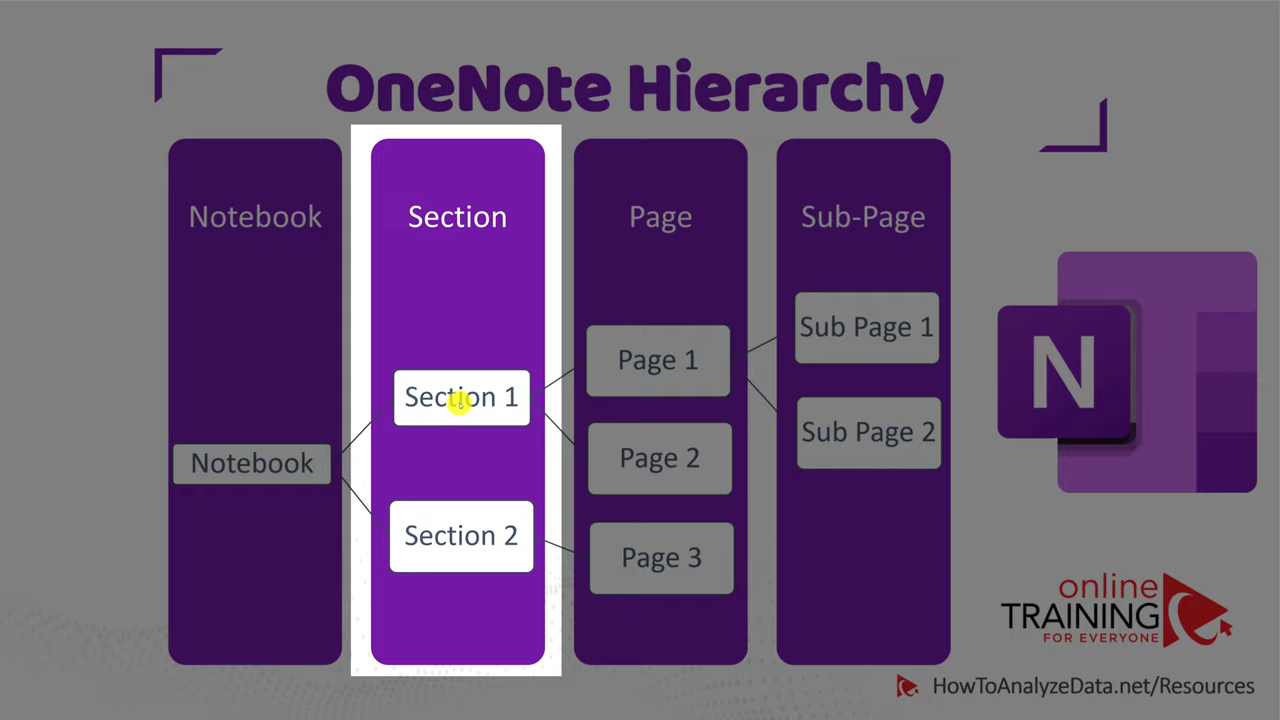 OneNote Hierarchy
Notebook
Section
Page
Sub-Page
Notebook
Section 1
Section 2
Page 1
Page 2
Page 3
Sub Page 1
Sub Page 2
N
online
TRAINING
FOR EVERYONE
HowToAnalyzeData.net/Resources